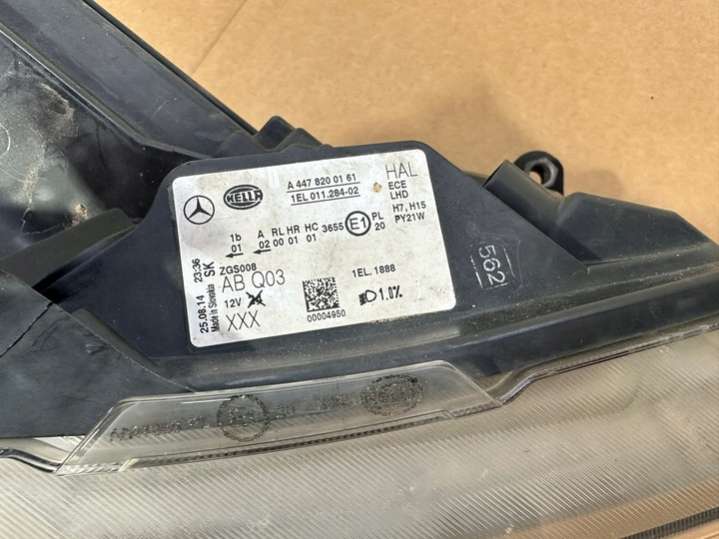 HELLA
A 447 820 01 61
1EL 011.284-02
HAL
ECE
LHD
H7, H15
PY21W
1b A RL HR HC 3655 E1 PL
01 02 00 01 01 20
ZGS008
AB Q03
12V
XXX
1EL.1888
00004950
1.0%
25.08.14 23:36
Made in Slovakia SK
562